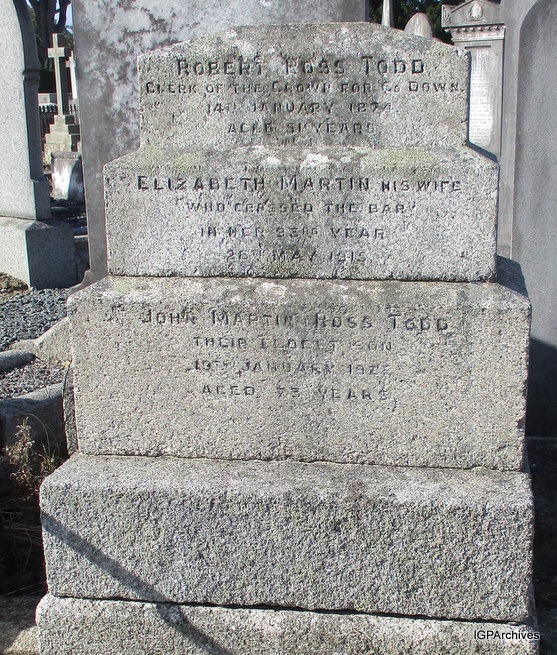 ROBERT ROSS TODD
CLERK OF THE CROWN FOR CO DOWN
14TH JANUARY 1874
AGED 51 YEARS
ELIZABETH MARTIN HIS WIFE
"WHO CROSSED THE BAR"
IN HER 93RD YEAR
26TH MAY 1915
JOHN MARTIN ROSS TODD
THEIR ELDEST SON
JANUARY
AGED 73 YEARS
IGPArchives